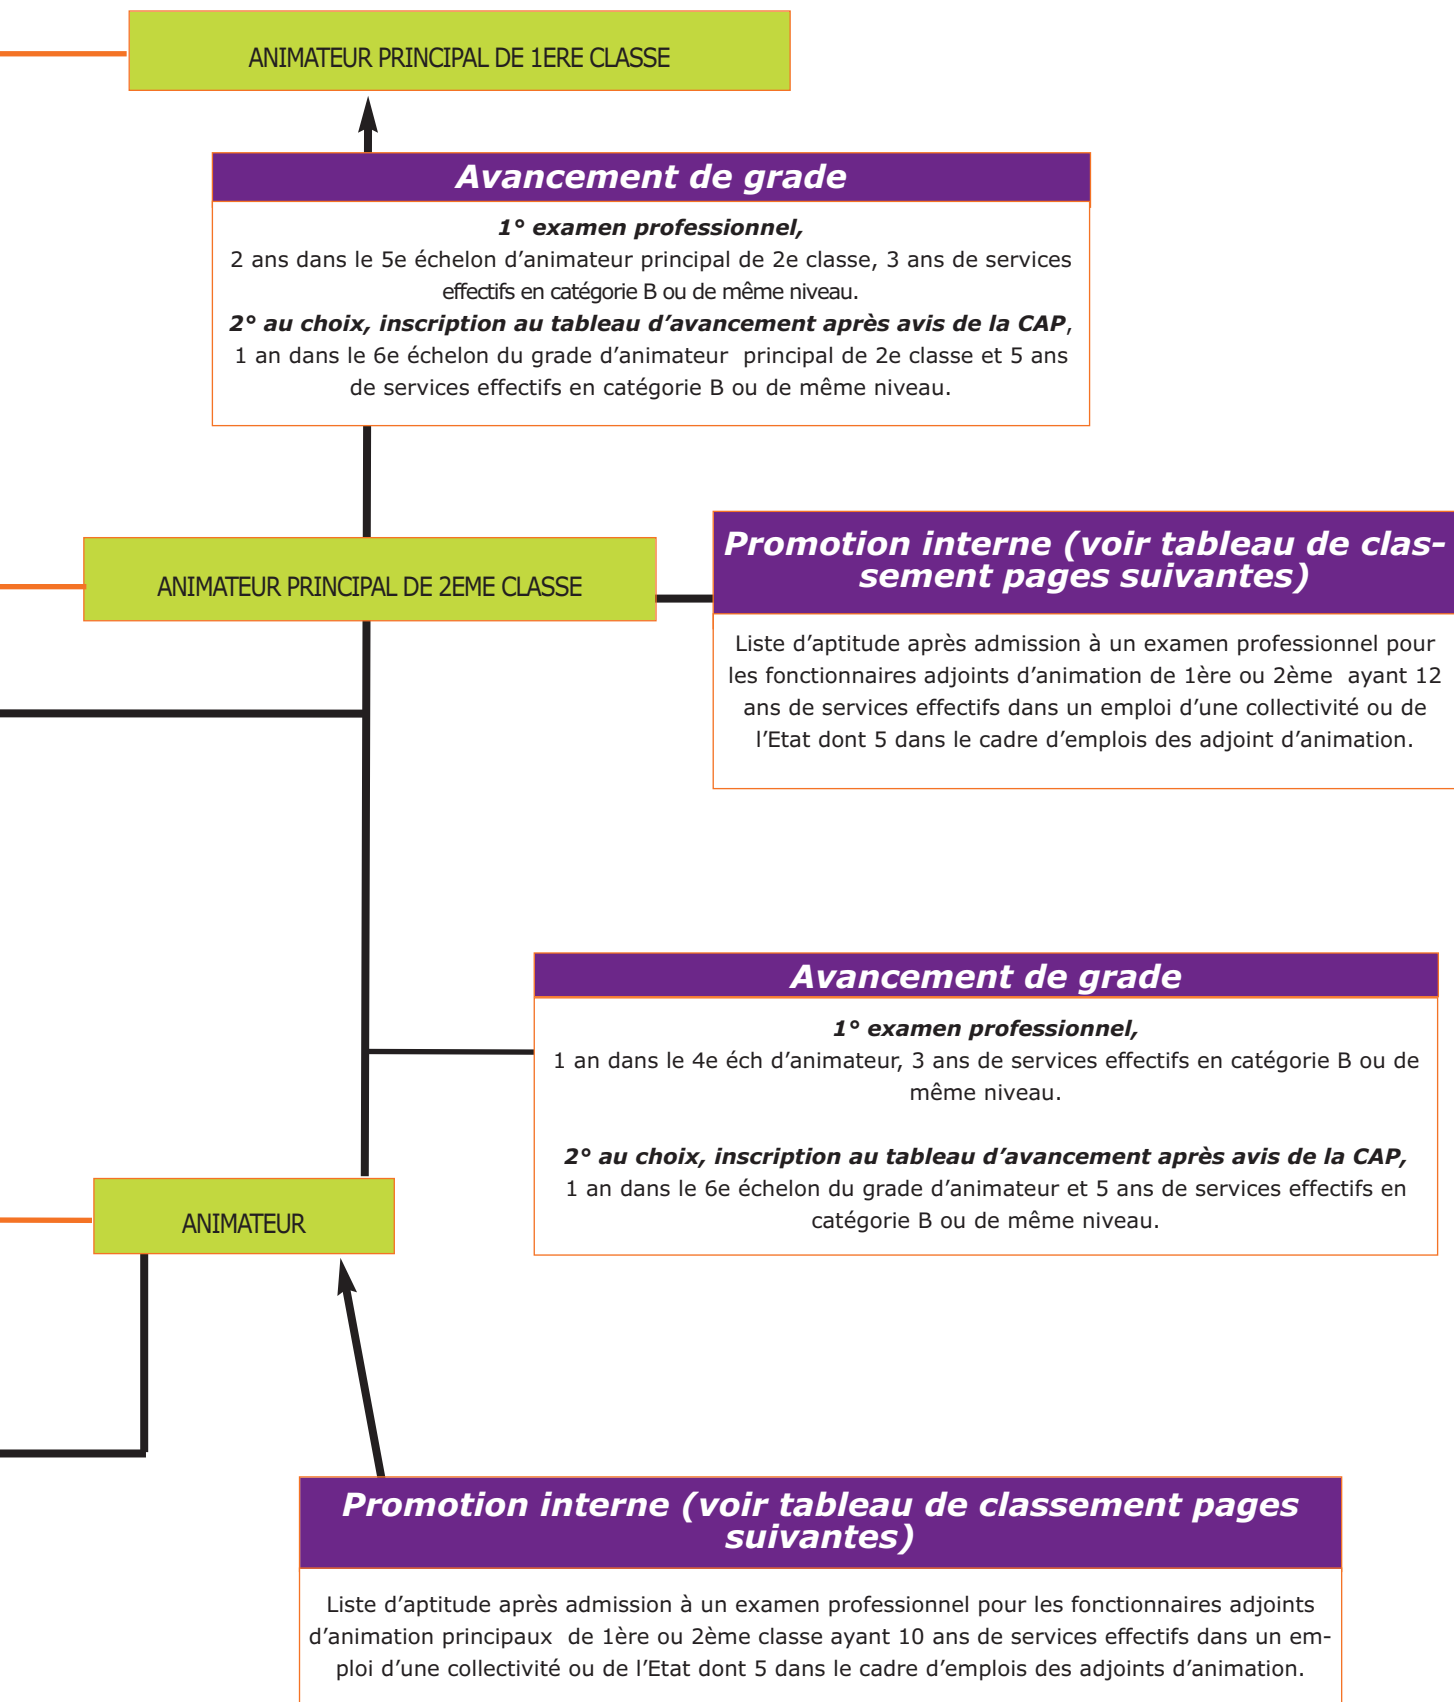 ANIMATEUR PRINCIPAL DE 1ERE CLASSE
Avancement de grade
1° examen professionnel,
2 ans dans le 5e échelon d’animateur principal de 2e classe, 3 ans de services
effectifs en catégorie B ou de même niveau.
2° au choix, inscription au tableau d’avancement après avis de la CAP,
1 an dans le 6e échelon du grade d’animateur principal de 2e classe et 5 ans
de services effectifs en catégorie B ou de même niveau.
ANIMATEUR PRINCIPAL DE 2EME CLASSE
Promotion interne (voir tableau de clas-
sement pages suivantes)
Liste d’aptitude après admission à un examen professionnel pour
les fonctionnaires adjoints d’animation de 1ère ou 2ème ayant 12
ans de services effectifs dans un emploi d’une collectivité ou de
l’Etat dont 5 dans le cadre d’emplois des adjoint d’animation.
Avancement de grade
1° examen professionnel,
1 an dans le 4e éch d’animateur, 3 ans de services effectifs en catégorie B ou de
même niveau.
2° au choix, inscription au tableau d’avancement après avis de la CAP,
1 an dans le 6e échelon du grade d’animateur et 5 ans de services effectifs en
catégorie B ou de même niveau.
ANIMATEUR
Promotion interne (voir tableau de classement pages
suivantes)
Liste d’aptitude après admission à un examen professionnel pour les fonctionnaires adjoints
d’animation principaux de 1ère ou 2ème classe ayant 10 ans de services effectifs dans un em-
ploi d’une collectivité ou de l’Etat dont 5 dans le cadre d’emplois des adjoints d’animation.